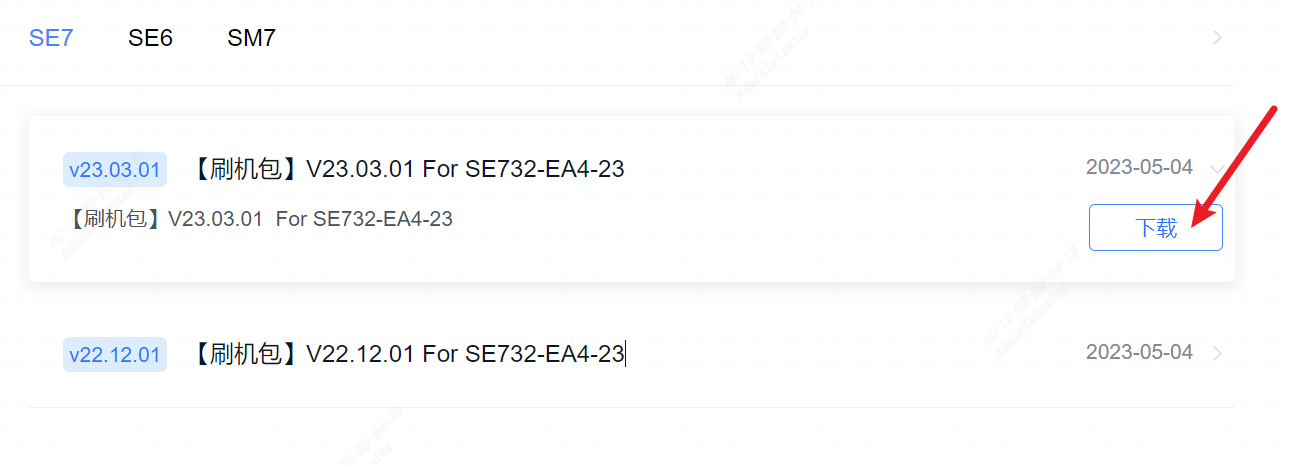 SE7 SE6 SM7
v23.03.01 【刷机包】V23.03.01 For SE732-EA4-23 2023-05-04
【刷机包】V23.03.01 For SE732-EA4-23
下载
v22.12.01 【刷机包】V22.12.01 For SE732-EA4-23 2023-05-04